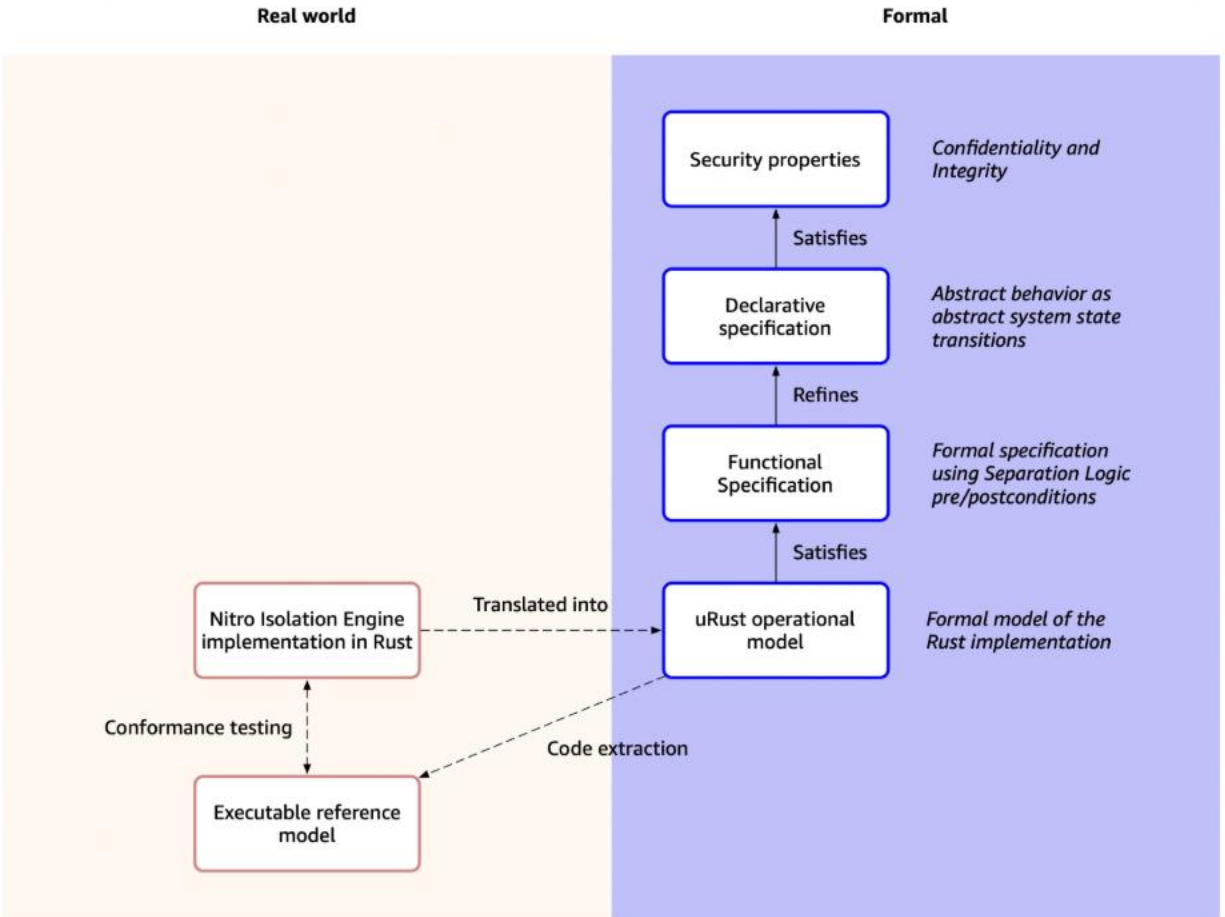 Real world
Formal
Security properties
Confidentiality and
Integrity
Satisfies
Declarative
specification
Abstract behavior as
abstract system state
transitions
Refines
Functional
Specification
Formal specification
using Separation Logic
pre/postconditions
Satisfies
Nitro Isolation Engine
implementation in Rust
Translated into
uRust operational
model
Formal model of the
Rust implementation
Conformance testing
Code extraction
Executable reference
model